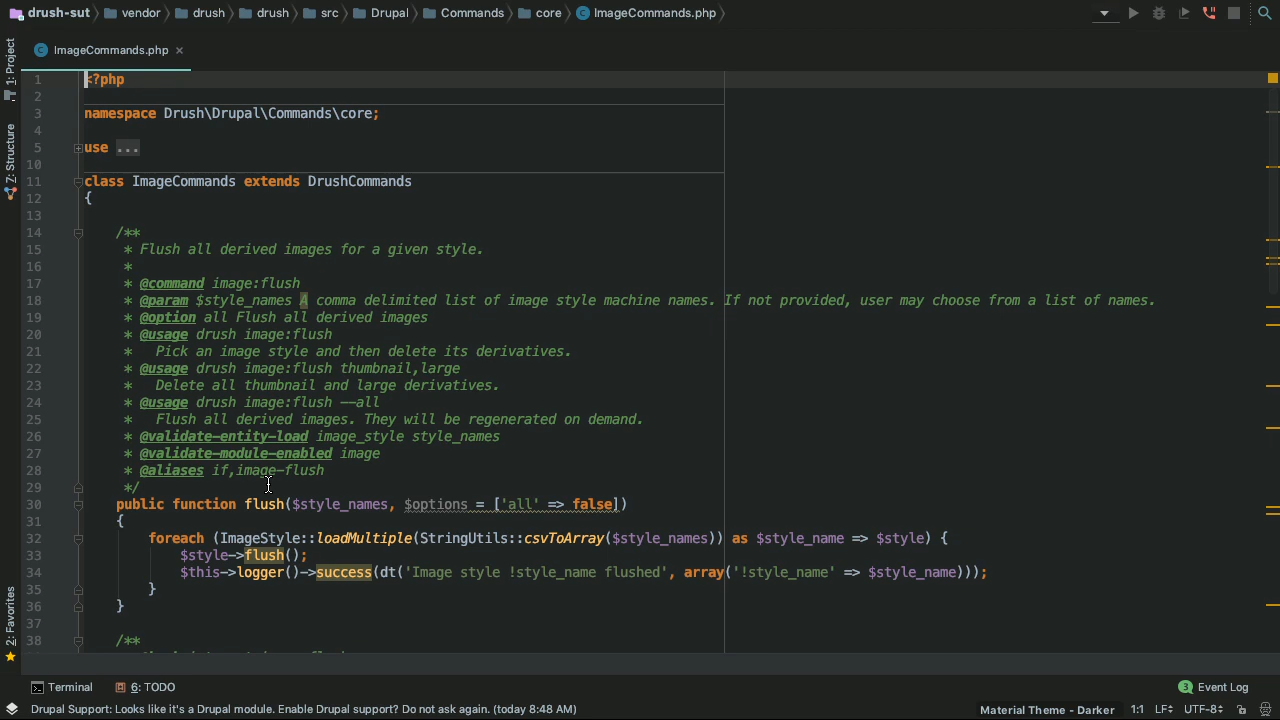 drush-sut vendor drush drush src Drupal Commands core ImageCommands.php
ImageCommands.php
1: Project
7: Structure
2: Favorites
1 <?php
2
3 namespace Drush\Drupal\Commands\core;
4
5 use ...
10
11 class ImageCommands extends DrushCommands
12 {
13
14 /**
15 * Flush all derived images for a given style.
16 *
17 * @command image:flush
18 * @param $style_names A comma delimited list of image style machine names. If not provided, user may choose from a list of names.
19 * @option all Flush all derived images
20 * @usage drush image:flush
21 *   Pick an image style and then delete its derivatives.
22 * @usage drush image:flush thumbnail,large
23 *   Delete all thumbnail and large derivatives.
24 * @usage drush image:flush --all
25 *   Flush all derived images. They will be regenerated on demand.
26 * @validate-entity-load image_style style_names
27 * @validate-module-enabled image
28 * @aliases if,image-flush
29 */
30 public function flush($style_names, $options = ['all' => false])
31 {
32 foreach (ImageStyle::loadMultiple(StringUtils::csvToArray($style_names)) as $style_name => $style) {
33 $style->flush();
34 $this->logger()->success(dt('Image style !style_name flushed', array('!style_name' => $style_name)));
35 }
36 }
37
38 /**
Terminal 6: TODO 3 Event Log
Drupal Support: Looks like it's a Drupal module. Enable Drupal support? Do not ask again. (today 8:48 AM) Material Theme - Darker 1:1 LF UTF-8